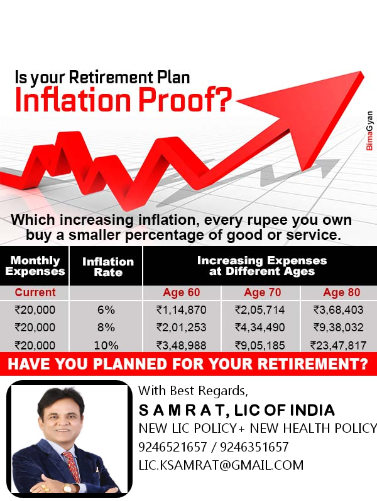 Is your Retirement Plan
Inflation Proof?
BimaGyan
Which increasing inflation, every rupee you own
buy a smaller percentage of good or service.
Monthly Expenses Inflation Rate Increasing Expenses at Different Ages
Current Age 60 Age 70 Age 80
₹20,000 6% ₹1,14,870 ₹2,05,714 ₹3,68,403
₹20,000 8% ₹2,01,253 ₹4,34,490 ₹9,38,032
₹20,000 10% ₹3,48,988 ₹9,05,185 ₹23,47,817
HAVE YOU PLANNED FOR YOUR RETIREMENT?
With Best Regards,
S A M R A T, LIC OF INDIA
NEW LIC POLICY+ NEW HEALTH POLICY
9246521657 / 9246351657
LIC.KSAMRAT@GMAIL.COM